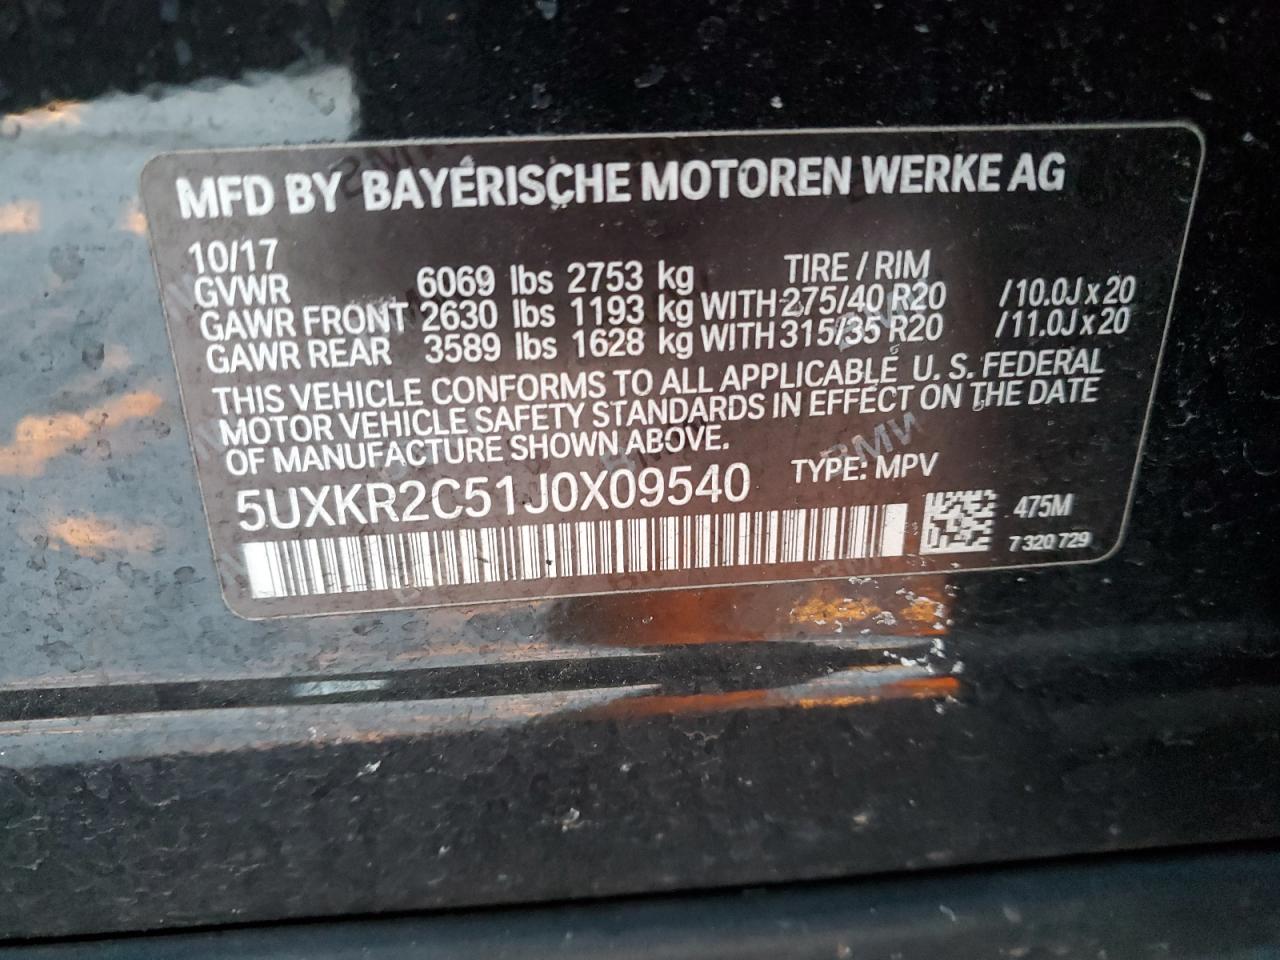 MFD BY BAYERISCHE MOTOREN WERKE AG
10/17 TIRE / RIM
GVWR 6069 lbs 2753 kg
GAWR FRONT 2630 lbs 1193 kg WITH 275/40 R20 /10.0J x 20
GAWR REAR 3589 lbs 1628 kg WITH 315/35 R20 /11.0J x 20
THIS VEHICLE CONFORMS TO ALL APPLICABLE U. S. FEDERAL
MOTOR VEHICLE SAFETY STANDARDS IN EFFECT ON THE DATE
OF MANUFACTURE SHOWN ABOVE.
5UXKR2C51J0X09540 TYPE: MPV
475M
7 320 729
BMW